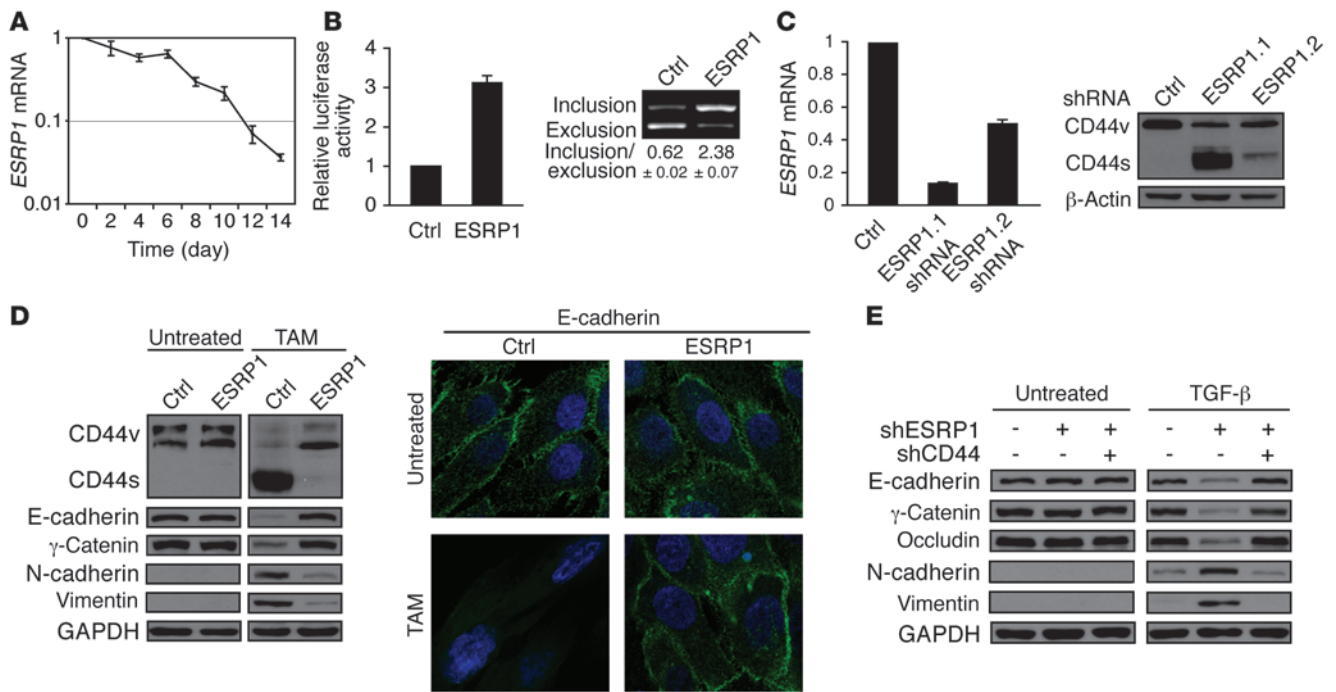 A
ESRP1 mRNA
1
0.1
0.01
0 2 4 6 8 10 12 14
Time (day)
B
Relative luciferase activity
4
3
2
1
0
Ctrl ESRP1
Ctrl ESRP1
Inclusion
Exclusion
Inclusion/ 0.62 2.38
exclusion ± 0.02 ± 0.07
C
ESRP1 mRNA
1
0.8
0.6
0.4
0.2
0
Ctrl
ESRP1.1 shRNA
ESRP1.2 shRNA
shRNA Ctrl ESRP1.1 ESRP1.2
CD44v
CD44s
β-Actin
D
Untreated TAM
Ctrl ESRP1 Ctrl ESRP1
CD44v
CD44s
E-cadherin
γ-Catenin
N-cadherin
Vimentin
GAPDH
E-cadherin
Ctrl ESRP1
Untreated
TAM
E
Untreated TGF-β
shESRP1 - + + - + +
shCD44 - - + - - +
E-cadherin
γ-Catenin
Occludin
N-cadherin
Vimentin
GAPDH